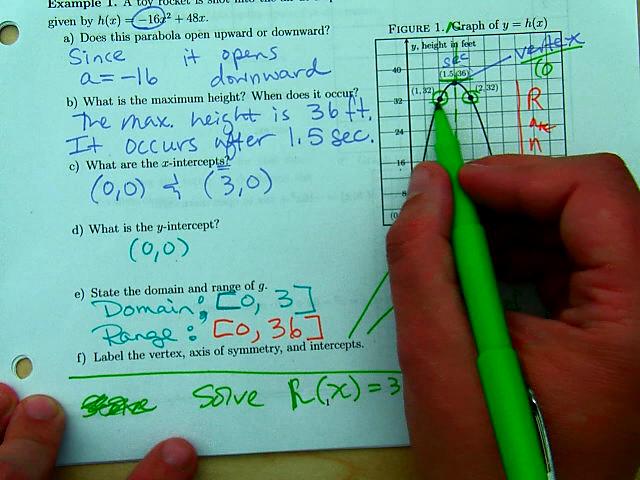 Example 1. A toy rocket is shot into the air
given by h(x) = −16x² + 48x.
a) Does this parabola open upward or downward?
Since it opens
a = -16 downward
b) What is the maximum height? When does it occur?
The max. height is 36 ft.
It occurs after 1.5 sec.
c) What are the x-intercepts?
(0,0) & (3,0)
d) What is the y-intercept?
(0,0)
e) State the domain and range of g.
Domain: [0, 3]
Range: [0, 36]
f) Label the vertex, axis of symmetry, and intercepts.
Solve R(x) = 3
FIGURE 1. Graph of y = h(x)
y, height in feet
sec
vertex
(1.5, 36)
40
(1, 32)
(2, 32)
32
24
16
8
(0
R
n